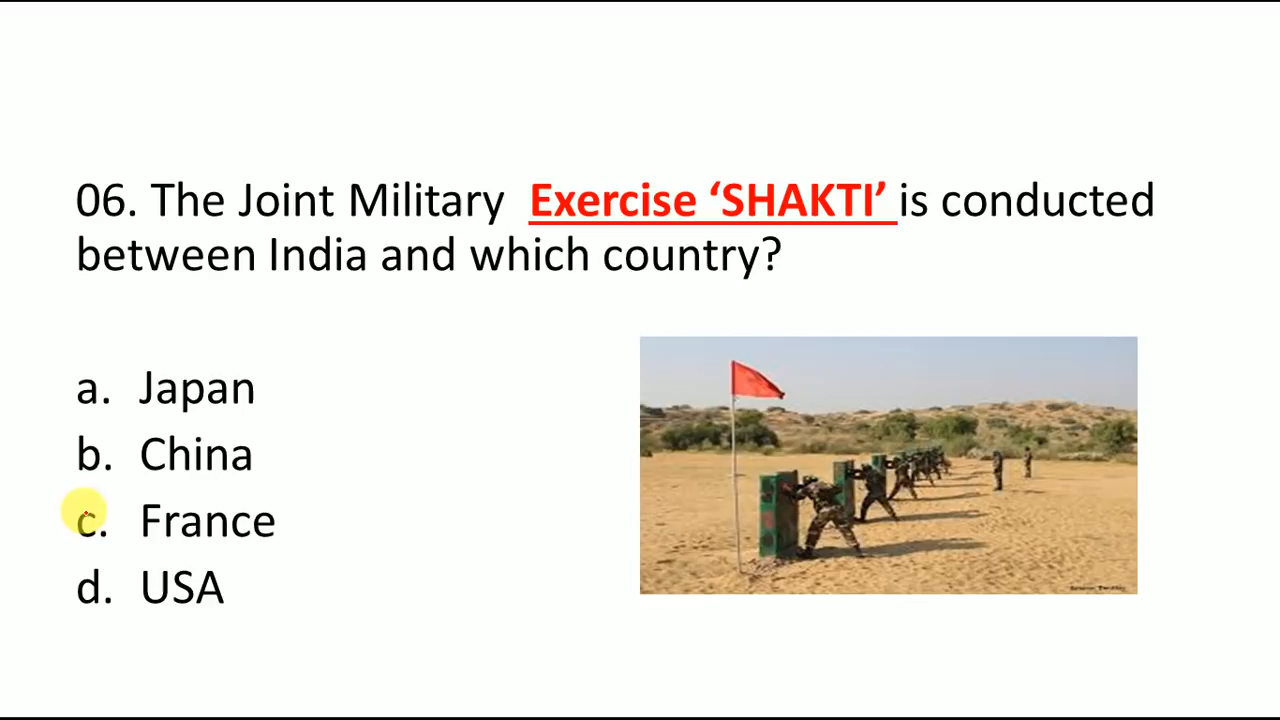 06. The Joint Military Exercise ‘SHAKTI’ is conducted
between India and which country?
a. Japan
b. China
c. France
d. USA